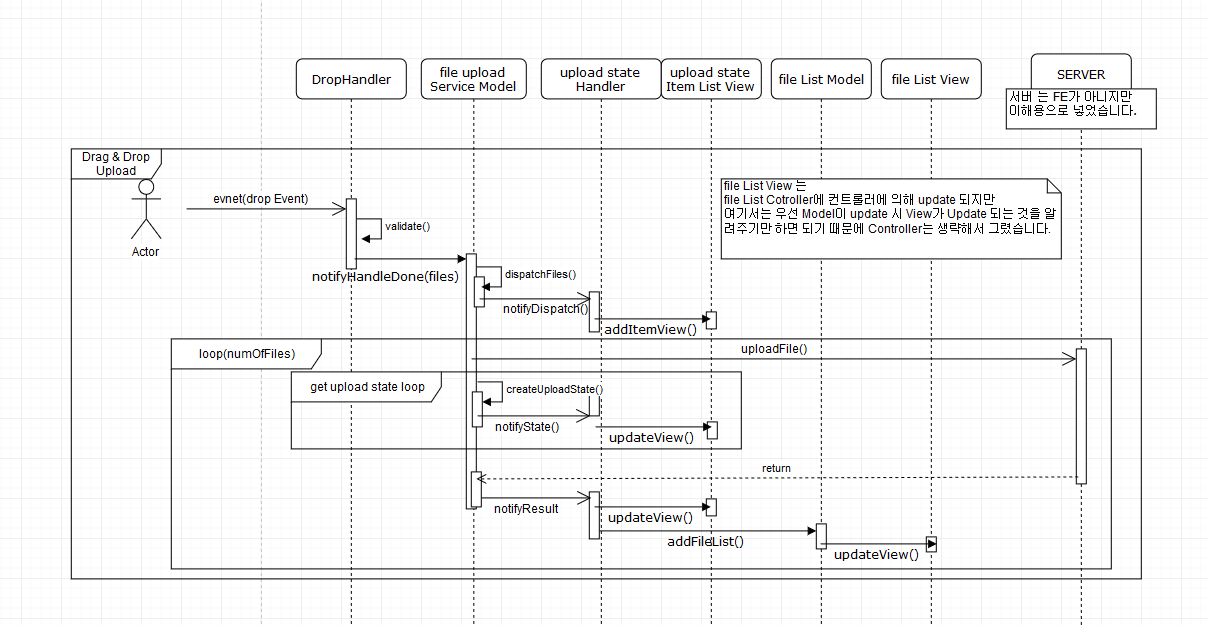 DropHandler
file upload
Service Model
upload state
Handler
upload state
Item List View
file List Model
file List View
SERVER
서버 는 FE가 아니지만
이해용으로 넣었습니다.
Drag & Drop
Upload
Actor
evnet(drop Event)
validate()
notifyHandleDone(files)
file List View 는
file List Cotroller에 컨트롤러에 의해 update 되지만
여기서는 우선 Model이 update 시 View가 Update 되는 것을 알
려주기만 하면 되기 때문에 Controller는 생략해서 그렸습니다.
dispatchFiles()
notifyDispatch()
addItemView()
loop(numOfFiles)
uploadFile()
get upload state loop
createUploadState()
notifyState()
updateView()
return
notifyResult
updateView()
addFileList()
updateView()